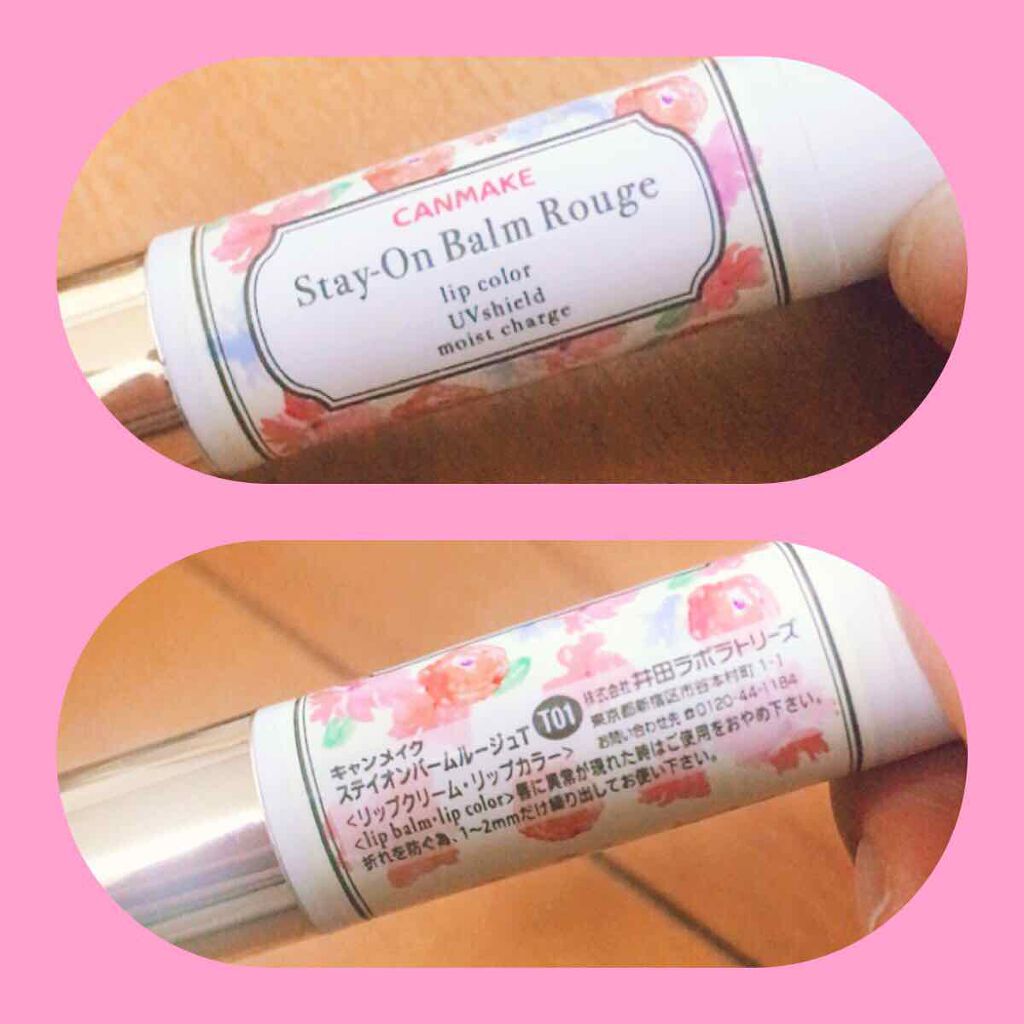 CANMAKE
Stay-On Balm Rouge
lip color
UVshield
moist charge
キャンメイク
ステイオンバームルージュT
<リップクリーム・リップカラー>
<lip balm・lip color>
T01
株式会社 井田ラボラトリーズ
東京都新宿区市谷本村町 1-1
お問い合わせ先 ☎0120-44-1184
唇に異常が現れた時はご使用をおやめ下さい。
折れを防ぐ為、1~2mmだけ繰り出してお使い下さい。